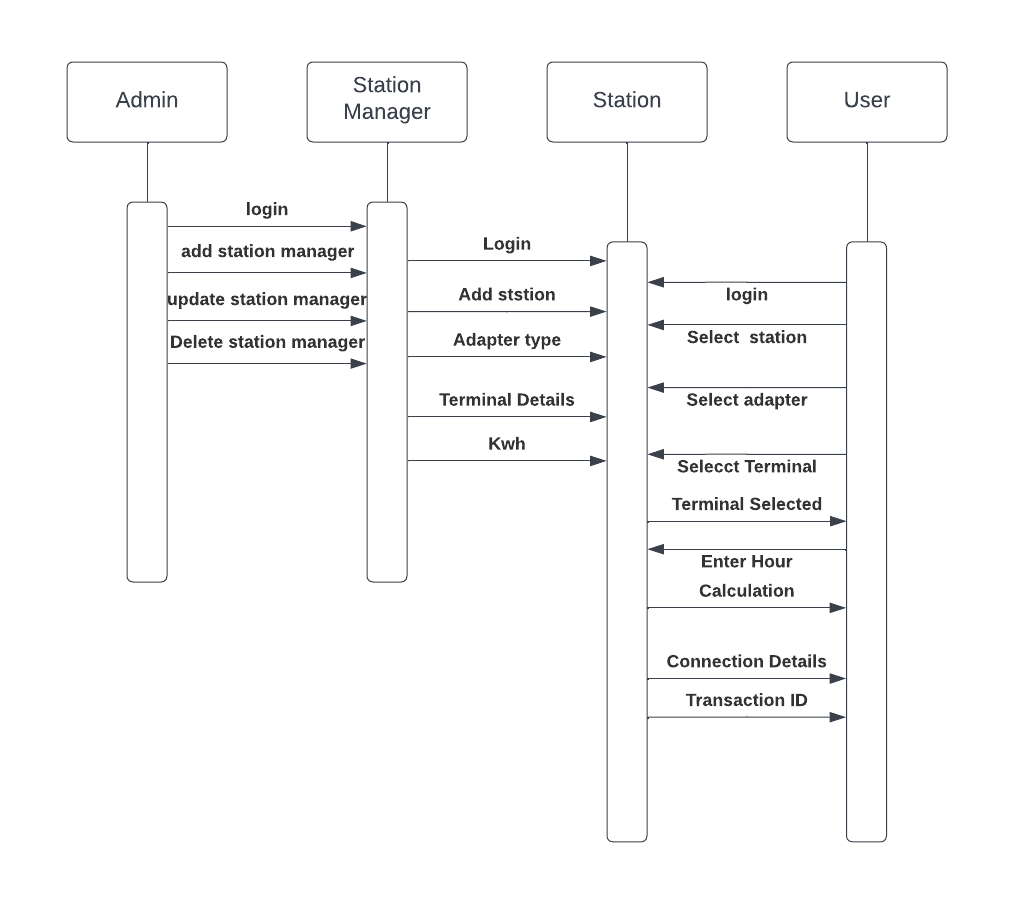 Admin
Station
Manager
Station
User
login
add station manager
update station manager
Delete station manager
Login
Add ststion
Adapter type
Terminal Details
Kwh
login
Select  station
Select adapter
Selecct Terminal
Terminal Selected
Enter Hour
Calculation
Connection Details
Transaction ID